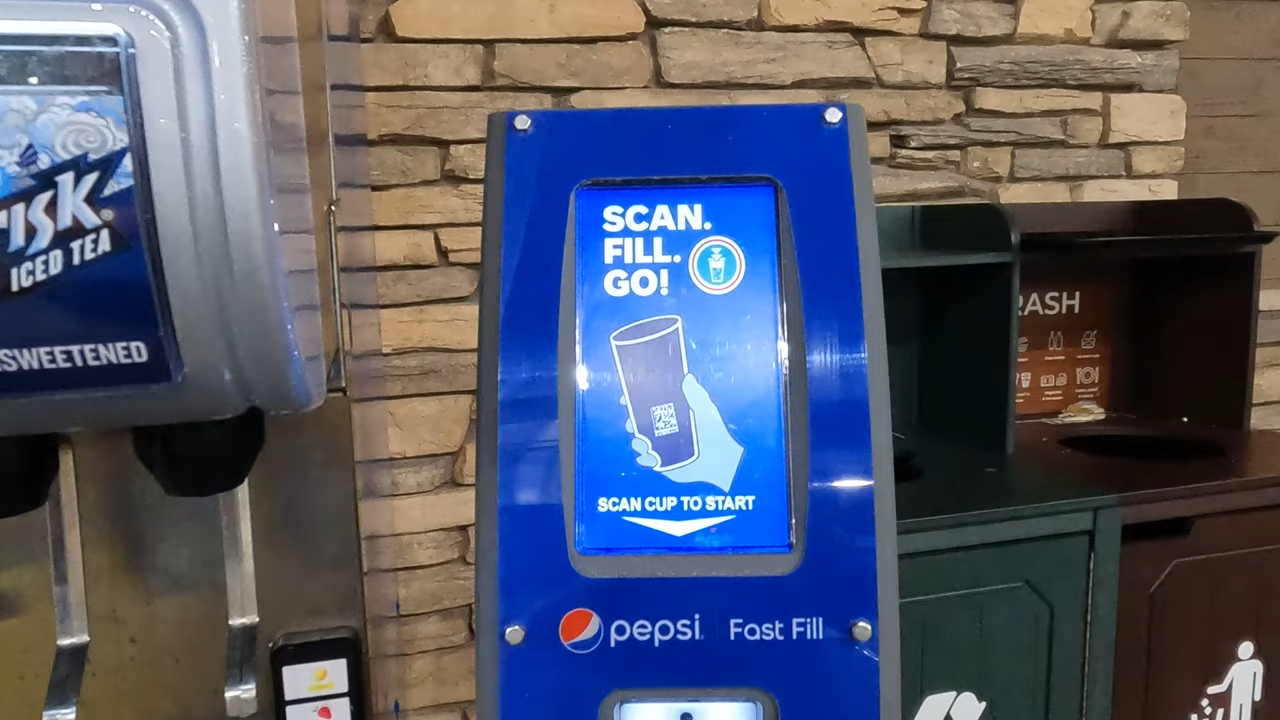 ISK
ICED TEA
SWEETENED
SCAN.
FILL.
GO!
SCAN CUP TO START
pepsi Fast Fill
RASH